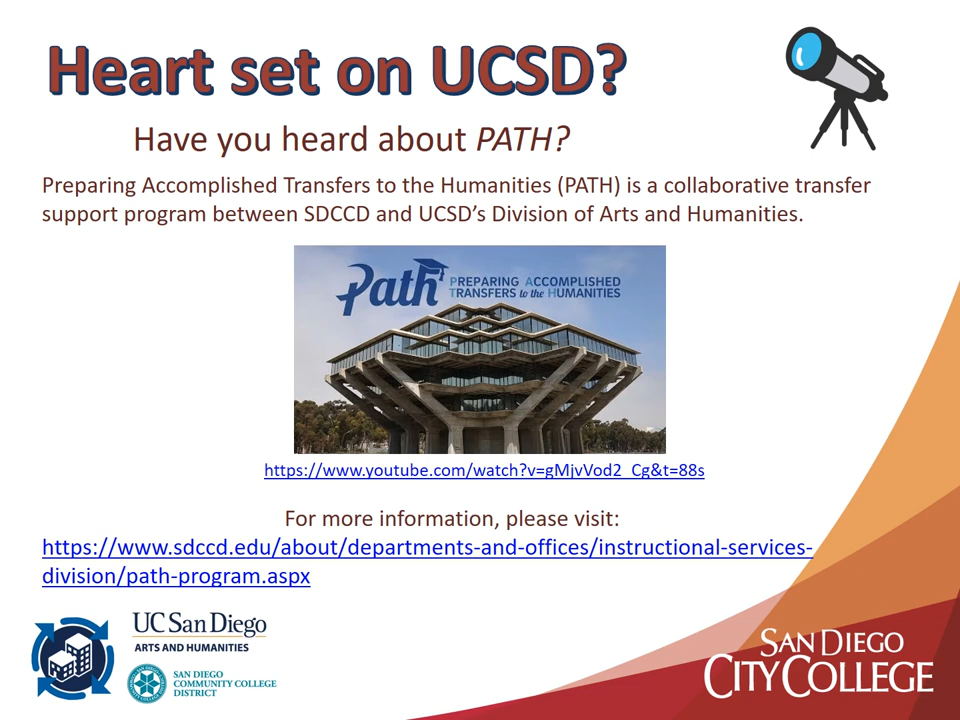 Heart set on UCSD?
Have you heard about PATH?
Preparing Accomplished Transfers to the Humanities (PATH) is a collaborative transfer
support program between SDCCD and UCSD’s Division of Arts and Humanities.
Path PREPARING ACCOMPLISHED
TRANSFERS to the HUMANITIES
https://www.youtube.com/watch?v=gMjvVod2_Cg&t=88s
For more information, please visit:
https://www.sdccd.edu/about/departments-and-offices/instructional-services-
division/path-program.aspx
UC San Diego
ARTS AND HUMANITIES
SAN DIEGO
COMMUNITY COLLEGE
DISTRICT
SAN DIEGO
CITY COLLEGE